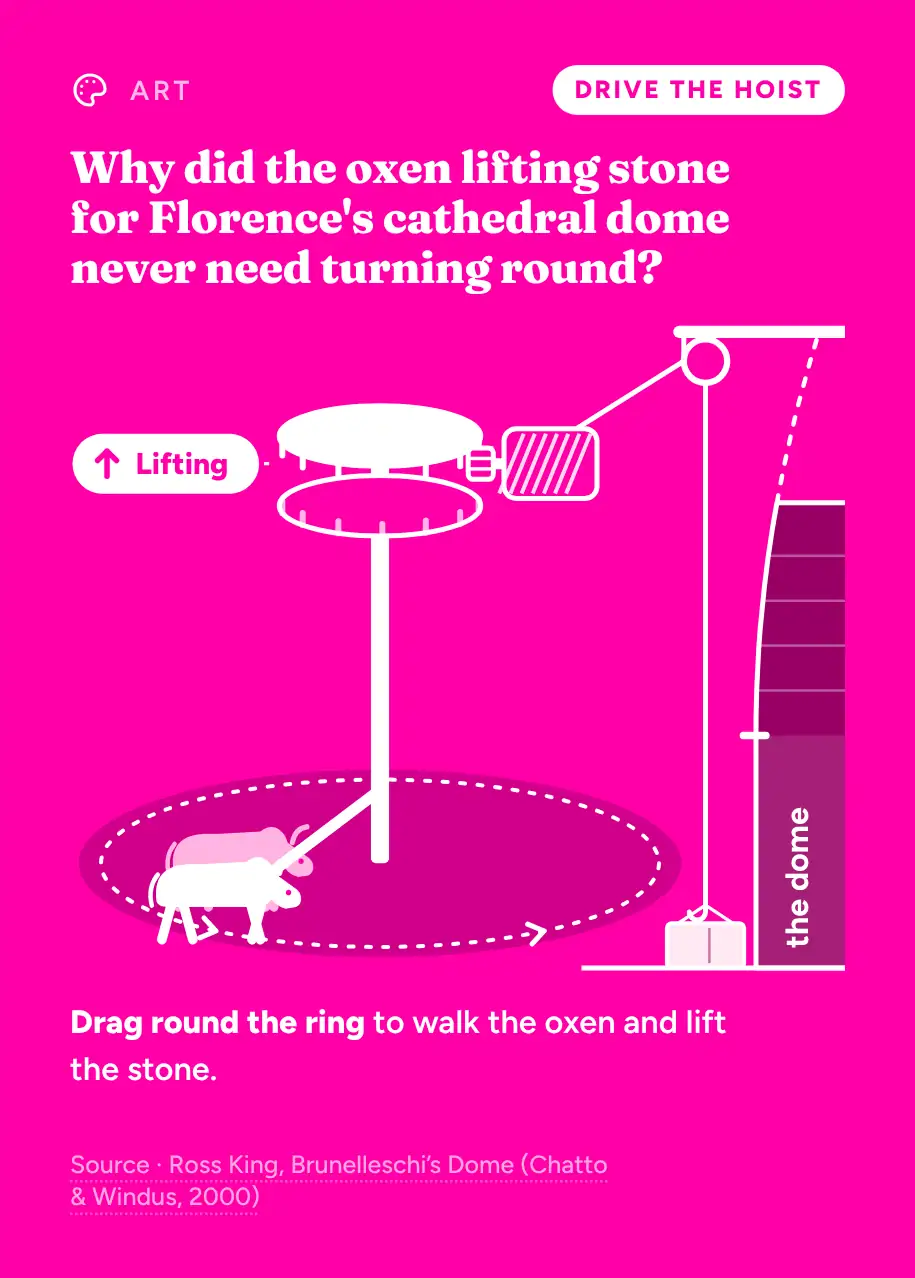 ART
DRIVE THE HOIST
Why did the oxen lifting stone
for Florence's cathedral dome
never need turning round?
Lifting
the dome
Drag round the ring to walk the oxen and lift
the stone.
Source · Ross King, Brunelleschi’s Dome (Chatto
& Windus, 2000)